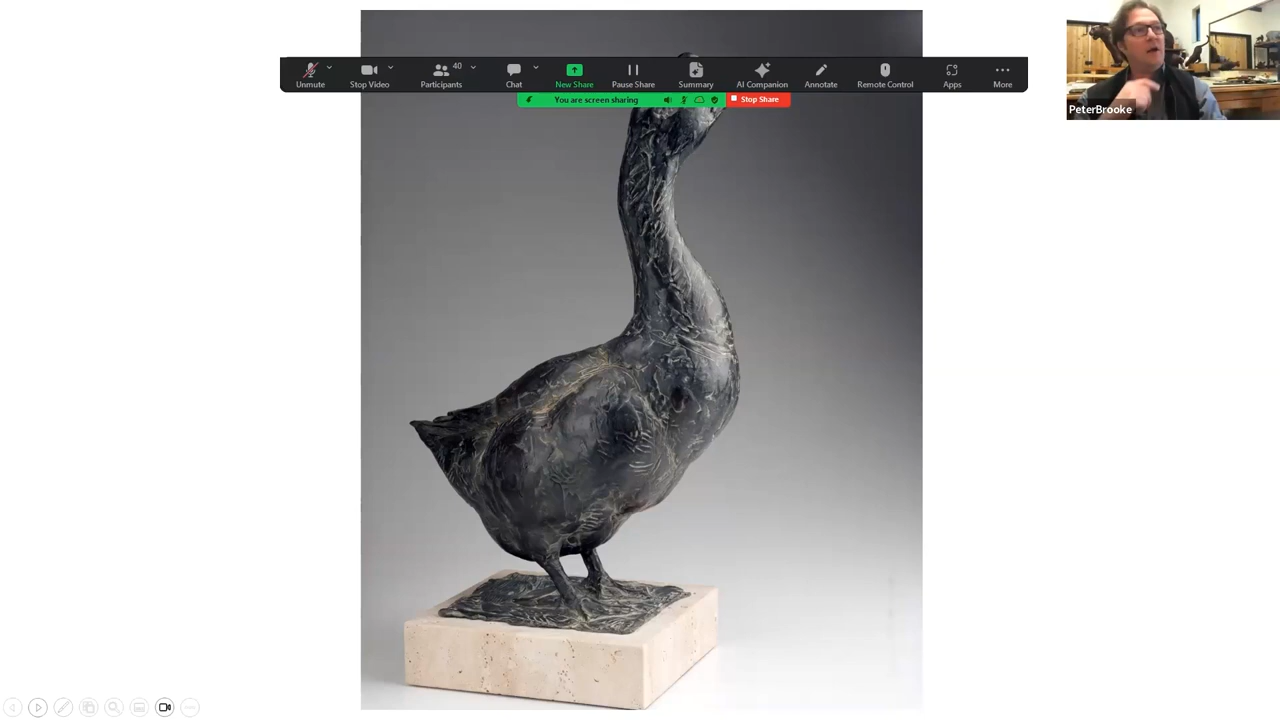 40
Unmute Stop Video Participants Chat New Share Pause Share Summary AI Companion Annotate Remote Control Apps More
You are screen sharing Stop Share
PeterBrooke